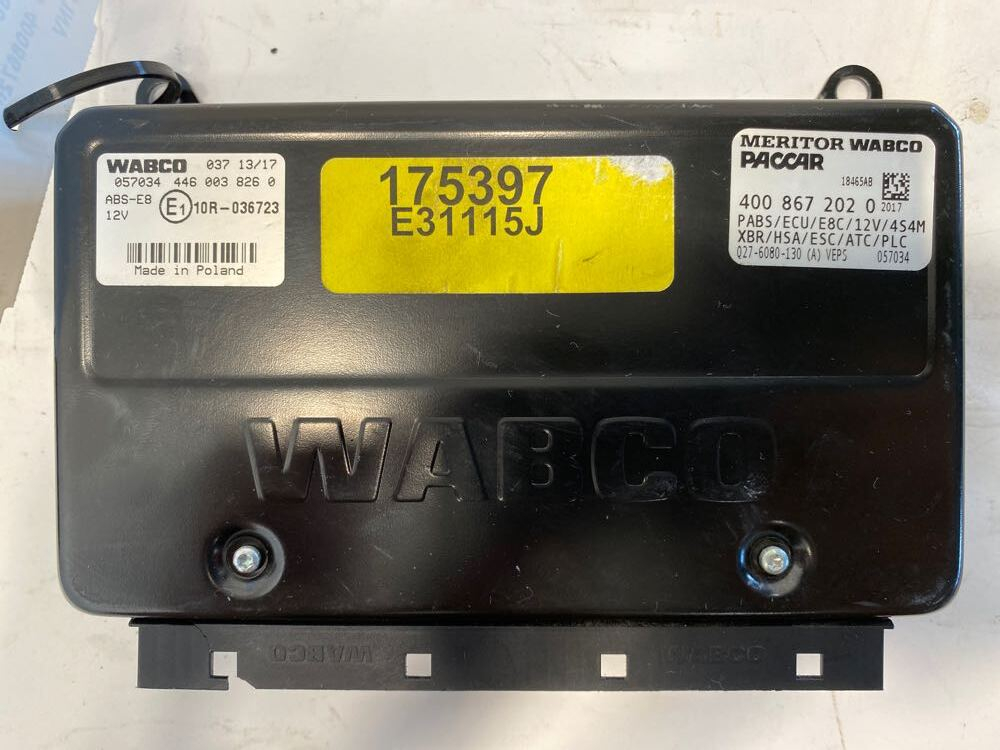 WABCO 037 13/17
057034 446 003 826 0
ABS-E8
12V
E1 10R-036723
Made in Poland
175397
E31115J
MERITOR WABCO
PACCAR
18465AB
400 867 202 0 2017
PABS/ECU/E8C/12V/4S4M
XBR/HSA/ESC/ATC/PLC
Q27-6080-130 (A) VEPS 057034
WABCO
WABCO WABCO